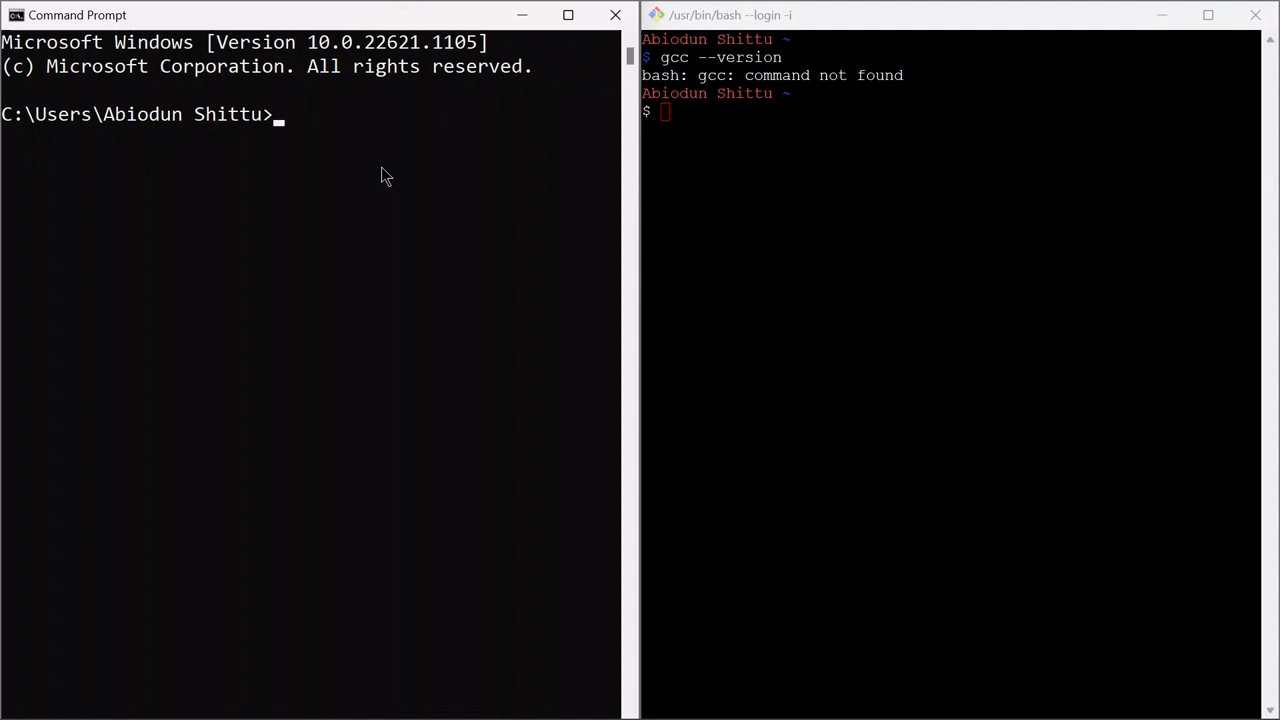 Command Prompt
Microsoft Windows [Version 10.0.22621.1105]
(c) Microsoft Corporation. All rights reserved.
C:\Users\Abiodun Shittu>
/usr/bin/bash --login -i
Abiodun Shittu ~
$ gcc --version
bash: gcc: command not found
Abiodun Shittu ~
$